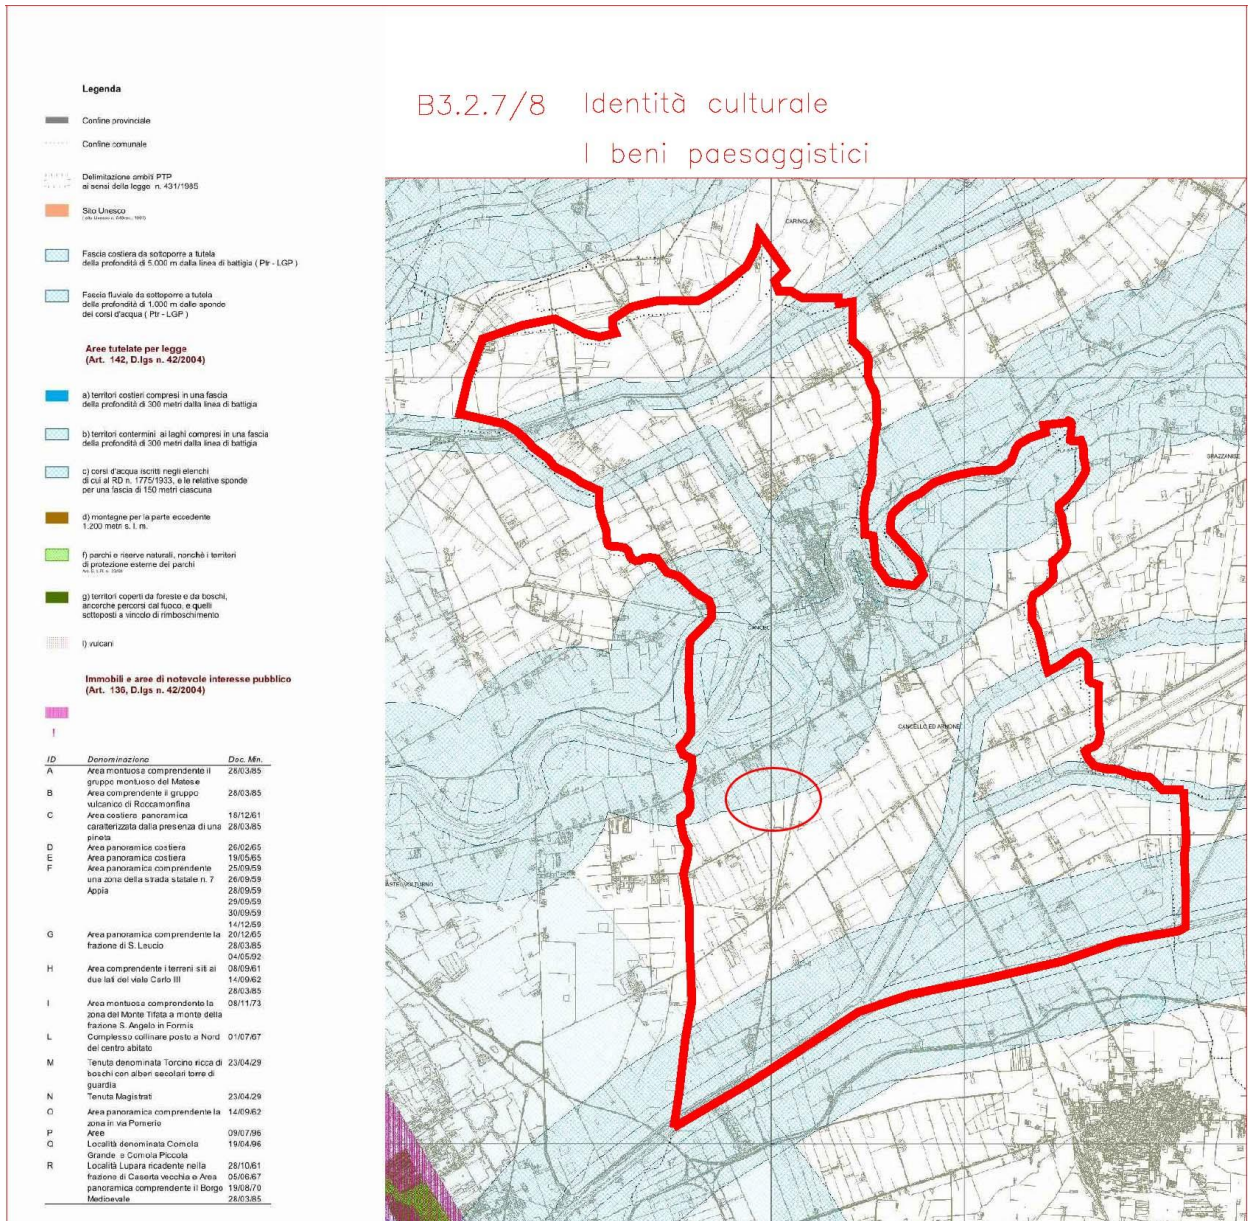 Legenda
Confine provinciale
Confine comunale
Delimitazione ambiti PTP
ai sensi della legge n. 431/1985
Sito Unesco
Fascia costiera da sottoporre a tutela
della profondità di 5.000 m dalla linea di battigia ( Ptr - LGP )
Fascia fluviale da sottoporre a tutela
della profondità di 1.000 m dalle sponde
dei corsi d'acqua ( Ptr - LGP )
Aree tutelate per legge
(Art. 142, D.lgs n. 42/2004)
a) territori costieri compresi in una fascia
della profondità di 300 metri dalla linea di battigia
b) territori contermini ai laghi compresi in una fascia
della profondità di 300 metri dalla linea di battigia
c) corsi d'acqua iscritti negli elenchi
di cui al RD n. 1775/1933, e le relative sponde
per una fascia di 150 metri ciascuna
d) montagne per la parte eccedente
1.200 metri s. l. m.
f) parchi e riserve naturali, nonché i territori
di protezione esterne dei parchi
g) territori coperti da foreste e da boschi,
ancorche percorsi dal fuoco, e quelli
sottoposti a vincolo di rimboschimento
l) vulcani
Immobili e aree di notevole interesse pubblico
(Art. 136, D.lgs n. 42/2004)
!
ID Denominazione Dec. Min.
A Area montuosa comprendente il 28/03/85
gruppo montuoso del Matese
B Area comprendente il gruppo 28/03/85
vulcanico di Roccamonfina
C Area costiera panoramica 18/12/61
caratterizzata dalla presenza di una 28/03/85
pineta
D Area panoramica costiera 26/02/65
E Area panoramica costiera 19/05/65
F Area panoramica comprendente 25/09/59
una zona della strada statale n. 7 26/09/59
Appia 28/09/59
29/09/59
30/09/59
14/12/59
G Area panoramica comprendente la 20/12/65
frazione di S. Leucio 28/03/85
04/05/92
H Area comprendente i terreni siti ai 08/09/61
due lati del viale Carlo III 14/09/62
28/03/85
I Area montuosa comprendente la 08/11/73
zona del Monte Tifata a monte della
frazione S. Angelo in Formis
L Complesso collinare posto a Nord 01/07/67
del centro abitato
M Tenuta denominata Torcino ricca di 23/04/29
boschi con alberi secolari torre di
guardia
N Tenuta Magistrati 23/04/29
O Area panoramica comprendente la 14/09/62
zona in via Pomerio
P Aree 09/07/96
Q Località denominata Comola 19/04/96
Grande e Comola Piccola
R Località Lupara ricadente nella 28/10/61
frazione di Caserta vecchia e Area 05/06/67
panoramica comprendente il Borgo 19/08/70
Medioevale 28/03/85
B3.2.7/8 Identità culturale
I beni paesaggistici
CARINOLA
GRAZZANISE
CANCEL
CANCELLO ED ARNONE
CASTEL VOLTURNO